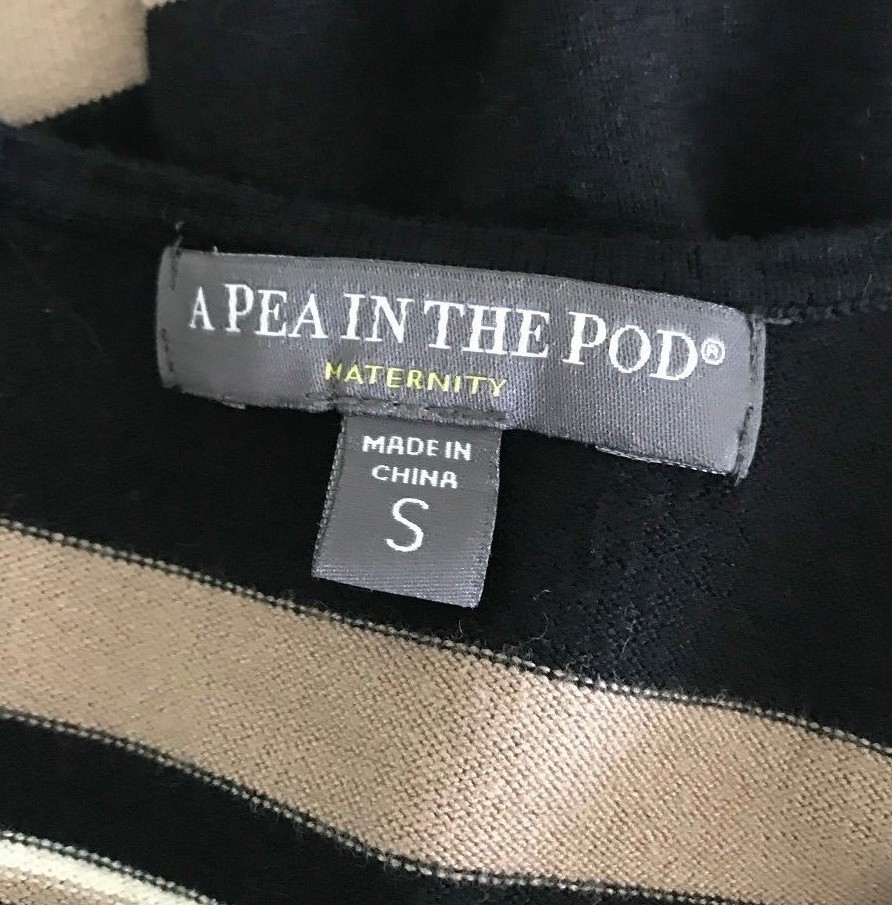 A PEA IN THE POD®
MATERNITY
MADE IN
CHINA
S